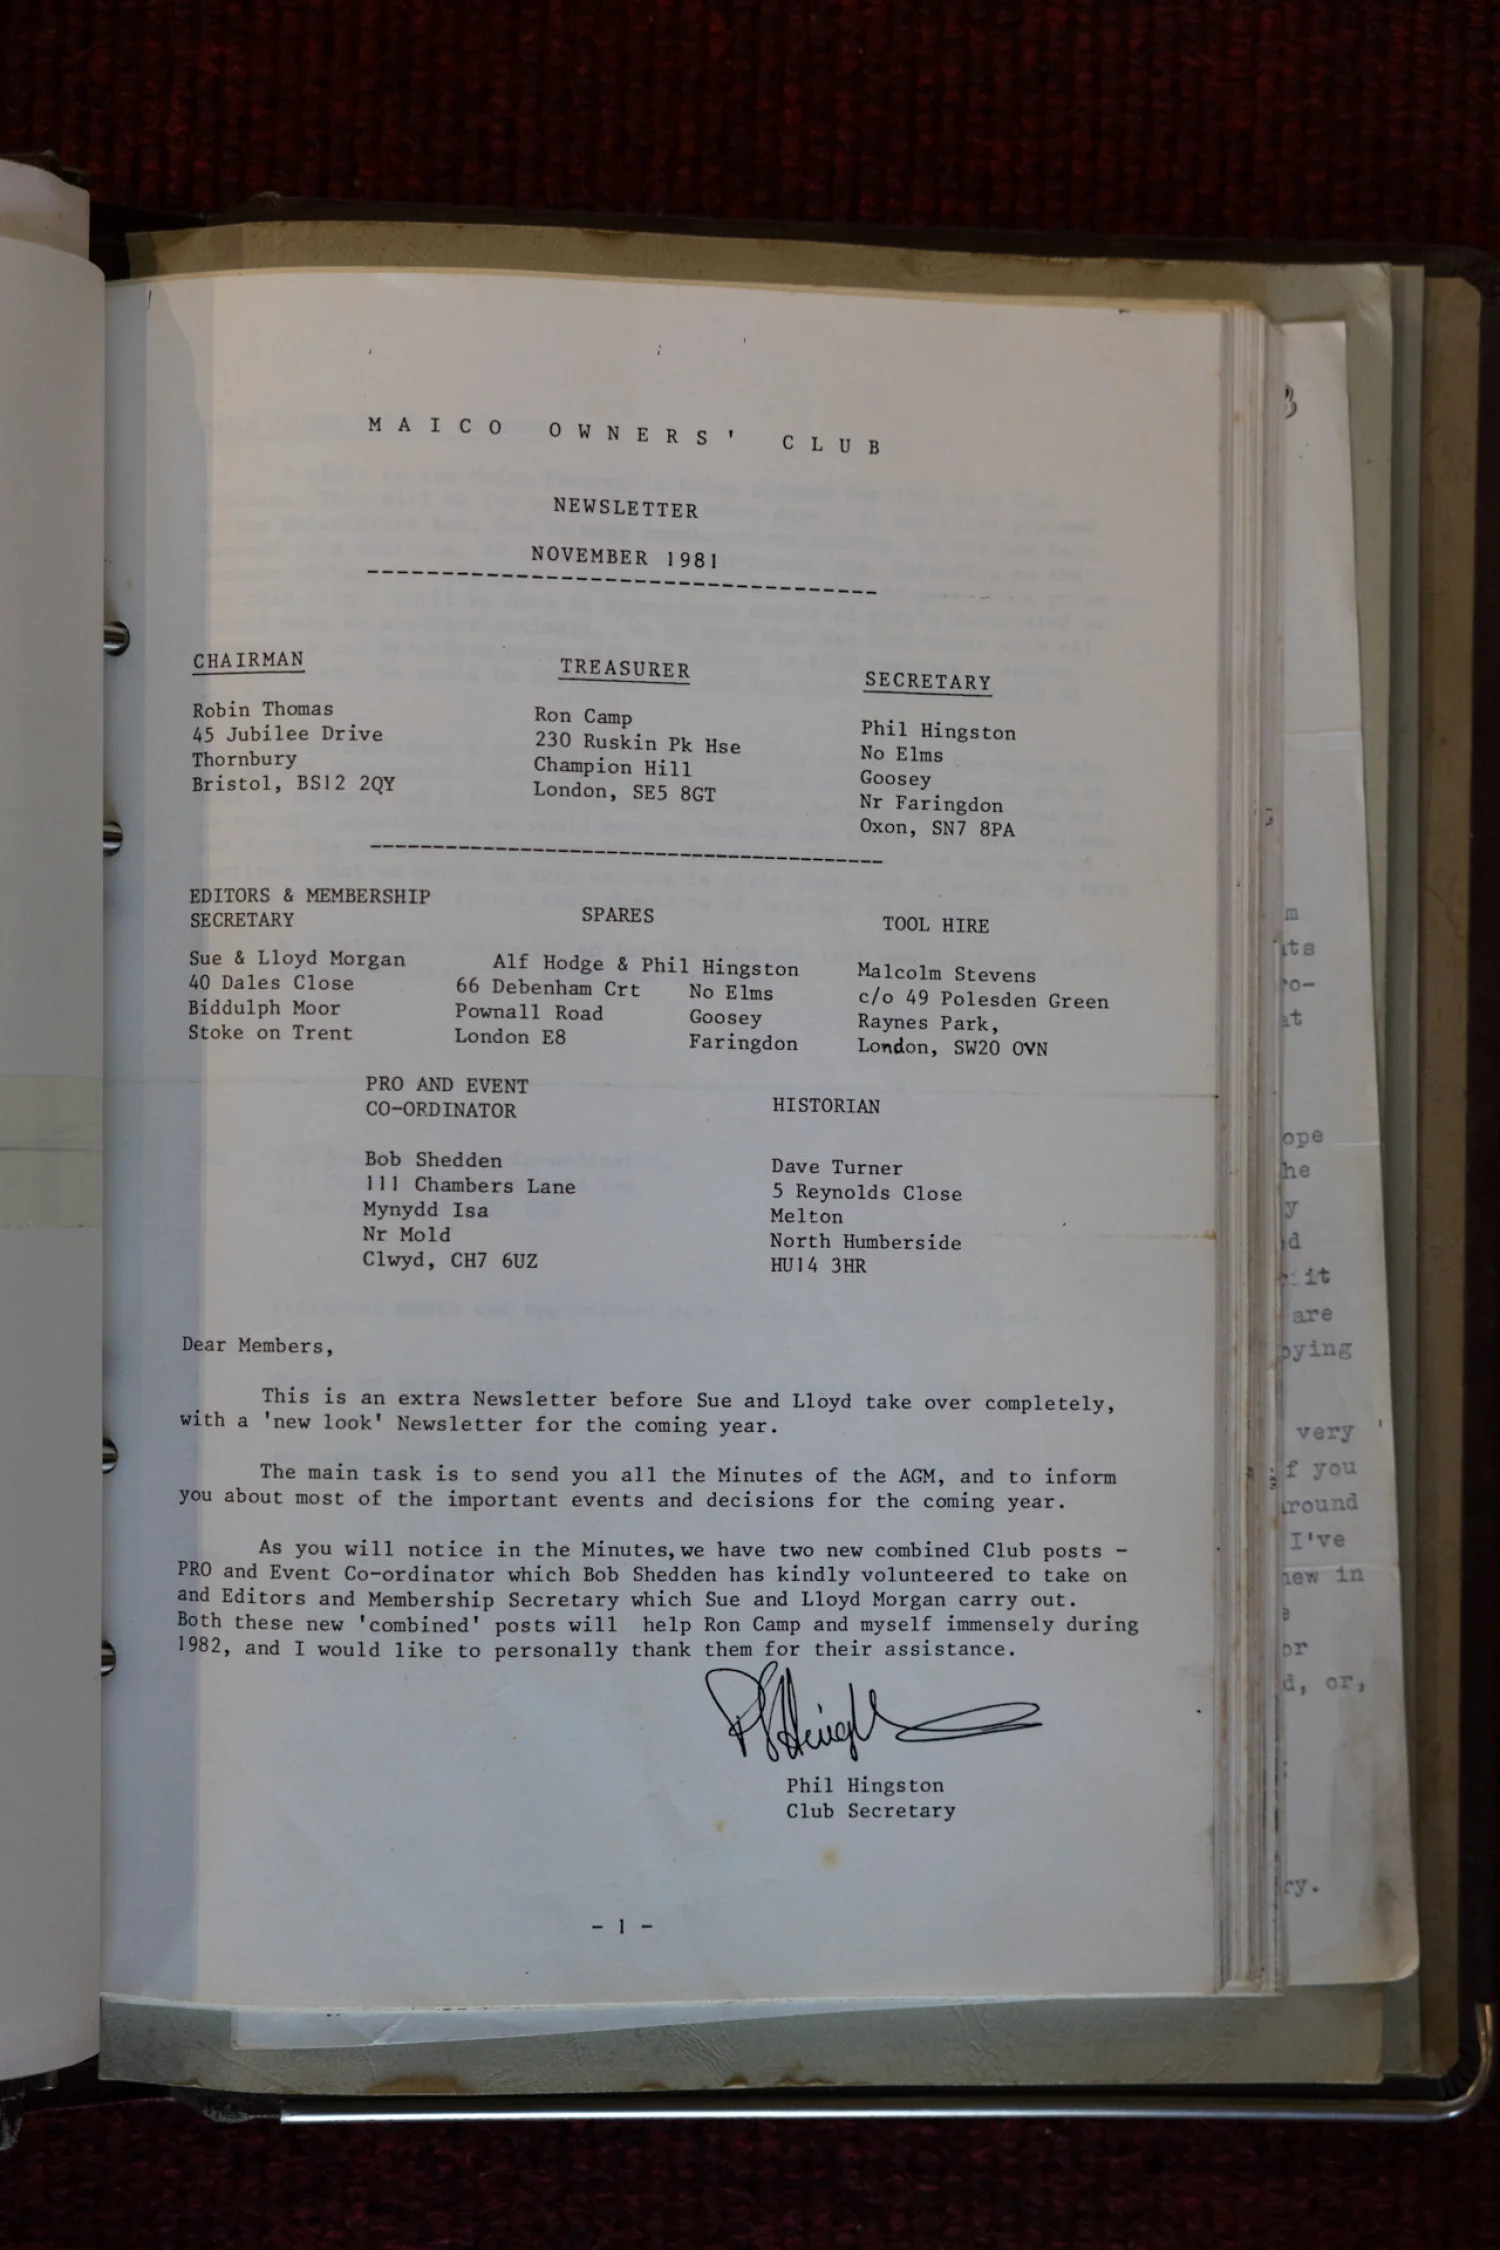 MAICO OWNERS' CLUB
NEWSLETTER
NOVEMBER 1981
CHAIRMAN
Robin Thomas
45 Jubilee Drive
Thornbury
Bristol, BS12 2QY
TREASURER
Ron Camp
230 Ruskin Pk Hse
Champion Hill
London, SE5 8GT
SECRETARY
Phil Hingston
No Elms
Goosey
Nr Faringdon
Oxon, SN7 8PA
EDITORS & MEMBERSHIP
SECRETARY
Sue & Lloyd Morgan
40 Dales Close
Biddulph Moor
Stoke on Trent
SPARES
Alf Hodge & Phil Hingston
66 Debenham Crt No Elms
Pownall Road Goosey
London E8 Faringdon
TOOL HIRE
Malcolm Stevens
c/o 49 Polesden Green
Raynes Park,
London, SW20 OVN
PRO AND EVENT
CO-ORDINATOR
Bob Shedden
111 Chambers Lane
Mynydd Isa
Nr Mold
Clwyd, CH7 6UZ
HISTORIAN
Dave Turner
5 Reynolds Close
Melton
North Humberside
HU14 3HR
Dear Members,
This is an extra Newsletter before Sue and Lloyd take over completely,
with a 'new look' Newsletter for the coming year.
The main task is to send you all the Minutes of the AGM, and to inform
you about most of the important events and decisions for the coming year.
As you will notice in the Minutes, we have two new combined Club posts -
PRO and Event Co-ordinator which Bob Shedden has kindly volunteered to take on
and Editors and Membership Secretary which Sue and Lloyd Morgan carry out.
Both these new 'combined' posts will help Ron Camp and myself immensely during
1982, and I would like to personally thank them for their assistance.
Phil Hingston
Club Secretary
- 1 -
it
are
very
you
I've
in
or,